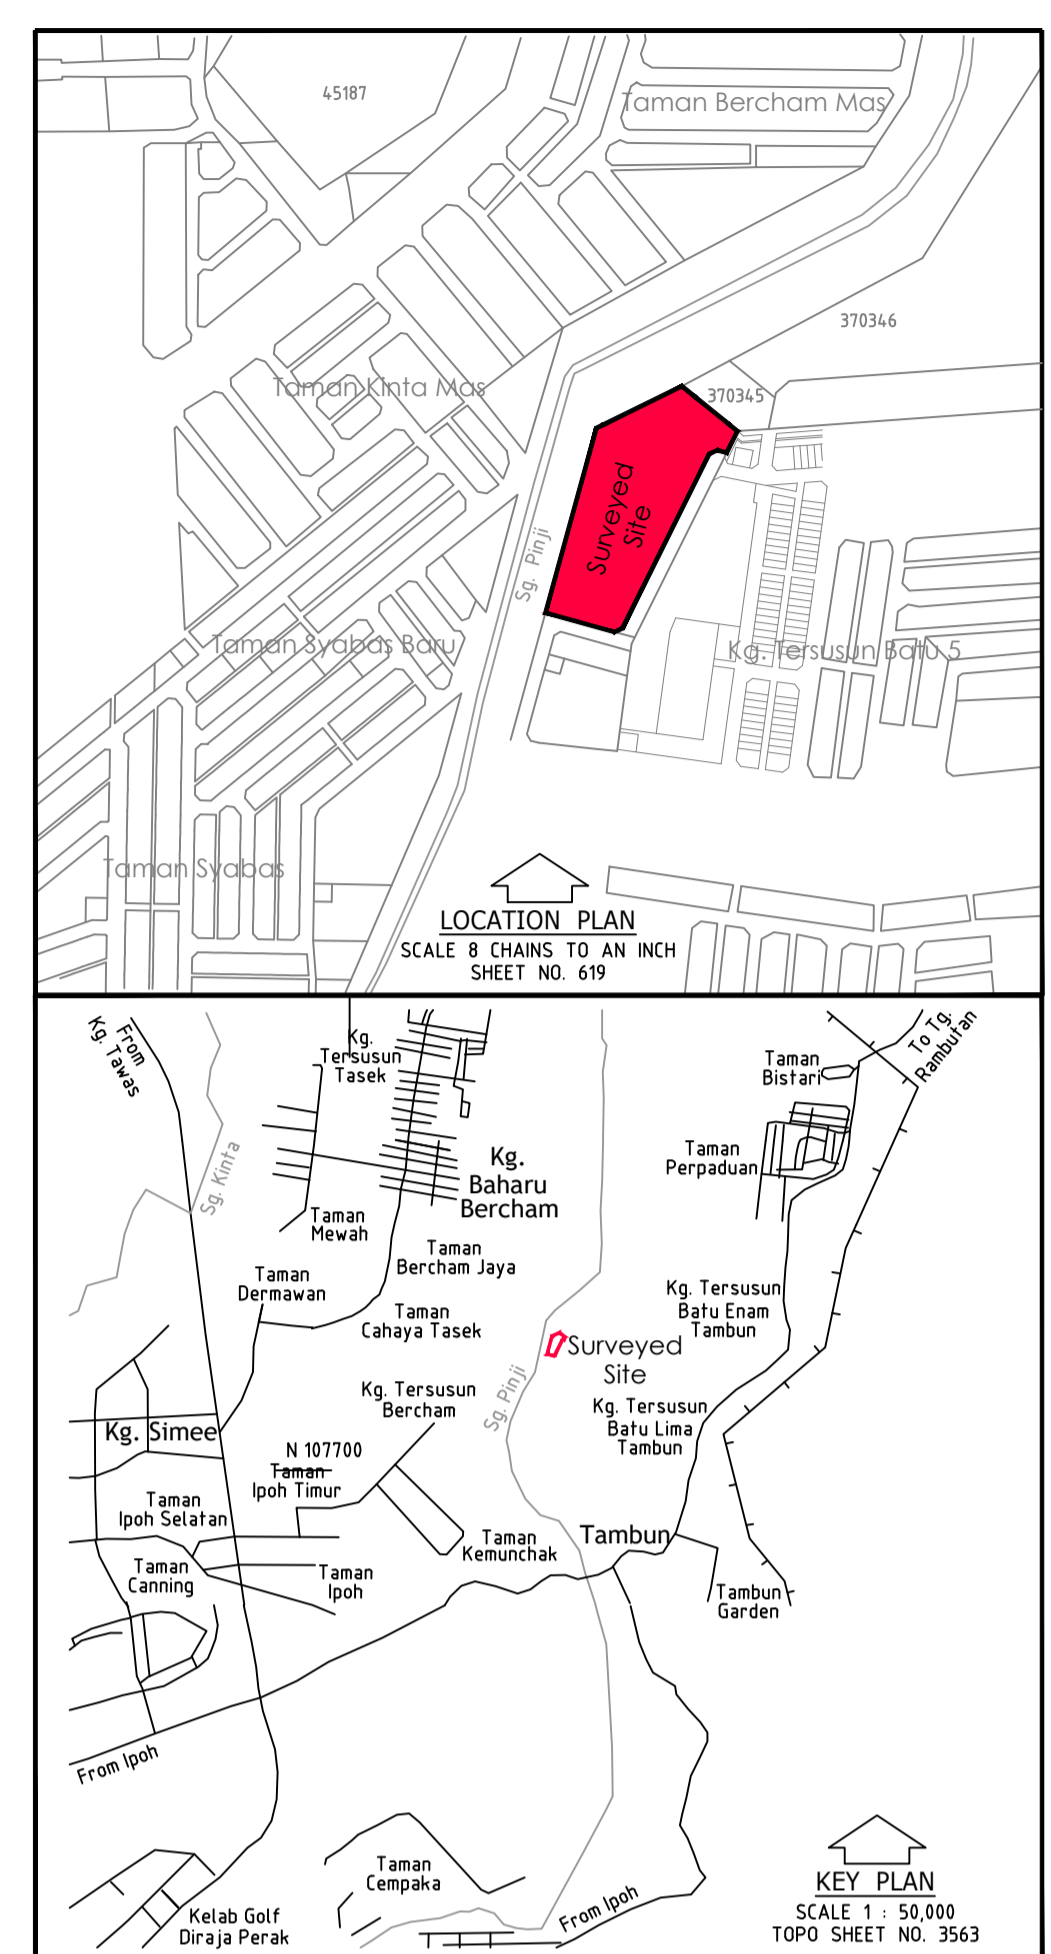 45187
Taman Bercham Mas
370346
Taman Kinta Mas
370345
Surveyed
Site
Sg. Pinji
Taman Syabas Baru
Kg. Tersusun Batu 5
Taman Syabas
LOCATION PLAN
SCALE 8 CHAINS TO AN INCH
SHEET NO. 619
From
Kg. Tawas
Kg.
Tersusun
Tasek
To Tg.
Rambutan
Taman
Bistari
Sg. Kinta
Taman
Perpaduan
Kg.
Baharu
Bercham
Taman
Mewah
Taman
Bercham Jaya
Taman
Dermawan
Kg. Tersusun
Batu Enam
Tambun
Taman
Cahaya Tasek
Surveyed
Site
Sg. Pinji
Kg. Tersusun
Bercham
Kg. Tersusun
Batu Lima
Tambun
Kg. Simee
N 107700
Taman
Ipoh Timur
Taman
Ipoh Selatan
Tambun
Taman
Kemunchak
Taman
Canning
Taman
Ipoh
Tambun
Garden
From Ipoh
Taman
Cempaka
KEY PLAN
SCALE 1 : 50,000
TOPO SHEET NO. 3563
From Ipoh
Kelab Golf
Diraja Perak